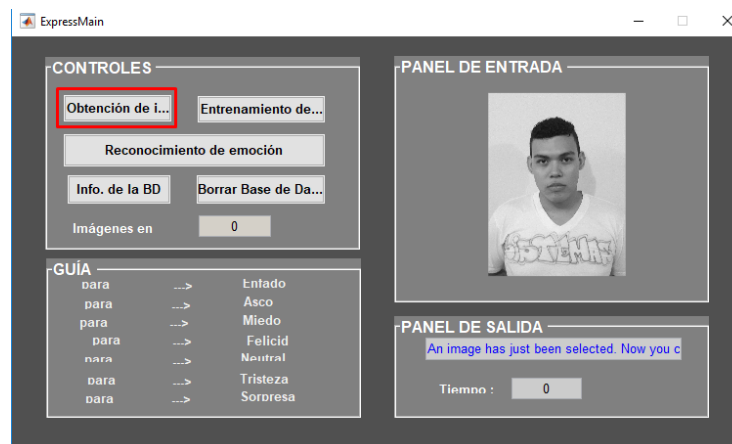 ExpressMain
CONTROLES
Obtención de i...
Entrenamiento de...
Reconocimiento de emoción
Info. de la BD
Borrar Base de Da...
Imágenes en
0
GUÍA
para ---> Enfado
para ---> Asco
para ---> Miedo
para ---> Felicid
para ---> Neutral
para ---> Tristeza
para ---> Sorpresa
PANEL DE ENTRADA
SISTEMAS
PANEL DE SALIDA
An image has just been selected. Now you c
Tiempo :
0